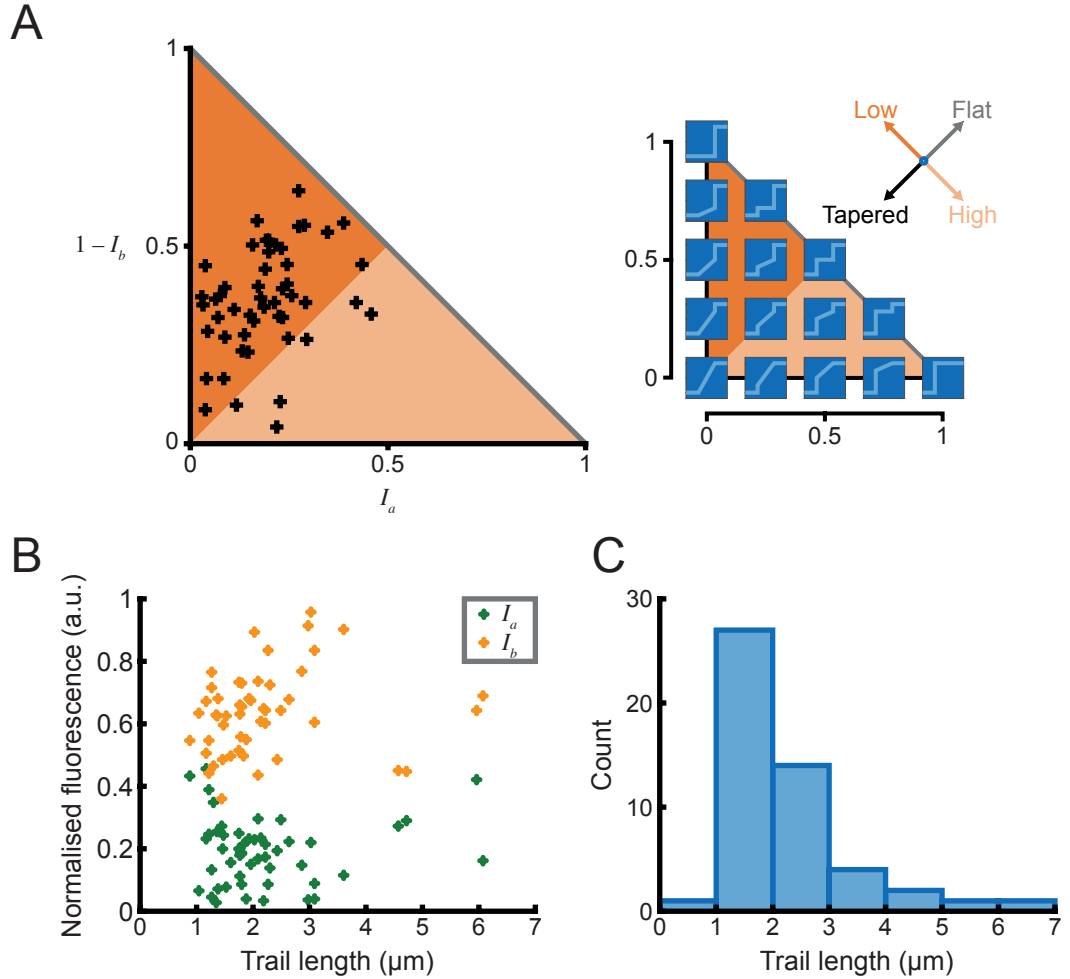 A
1
0.5
0
1 – I_b
0
0.5
1
I_a
1
0.5
0
0
0.5
1
Low
Flat
Tapered
High
B
Normalised fluorescence (a.u.)
1
0.8
0.6
0.4
0.2
0
I_a
I_b
0 1 2 3 4 5 6 7
Trail length (µm)
C
Count
30
20
10
0
0 1 2 3 4 5 6 7
Trail length (µm)